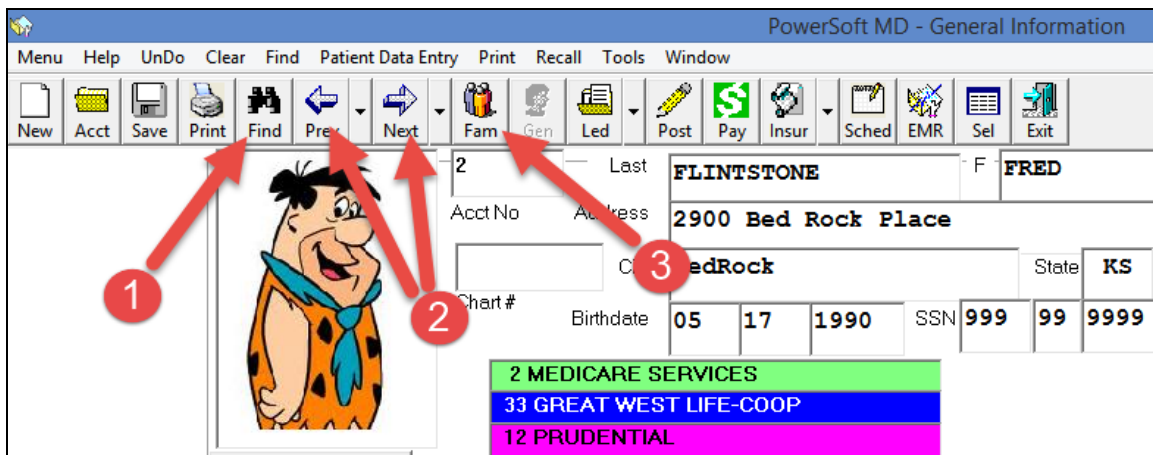 PowerSoft MD - General Information
Menu Help UnDo Clear Find Patient Data Entry Print Recall Tools Window
New Acct Save Print Find Prev Next Fam Gen Led Post Pay Insur Sched EMR Sel Exit
2 Last FLINTSTONE F FRED
Acct No Address 2900 Bed Rock Place
1 2 3
edRock State KS
Chart # Birthdate 05 17 1990 SSN 999 99 9999
2 MEDICARE SERVICES
33 GREAT WEST LIFE-COOP
12 PRUDENTIAL